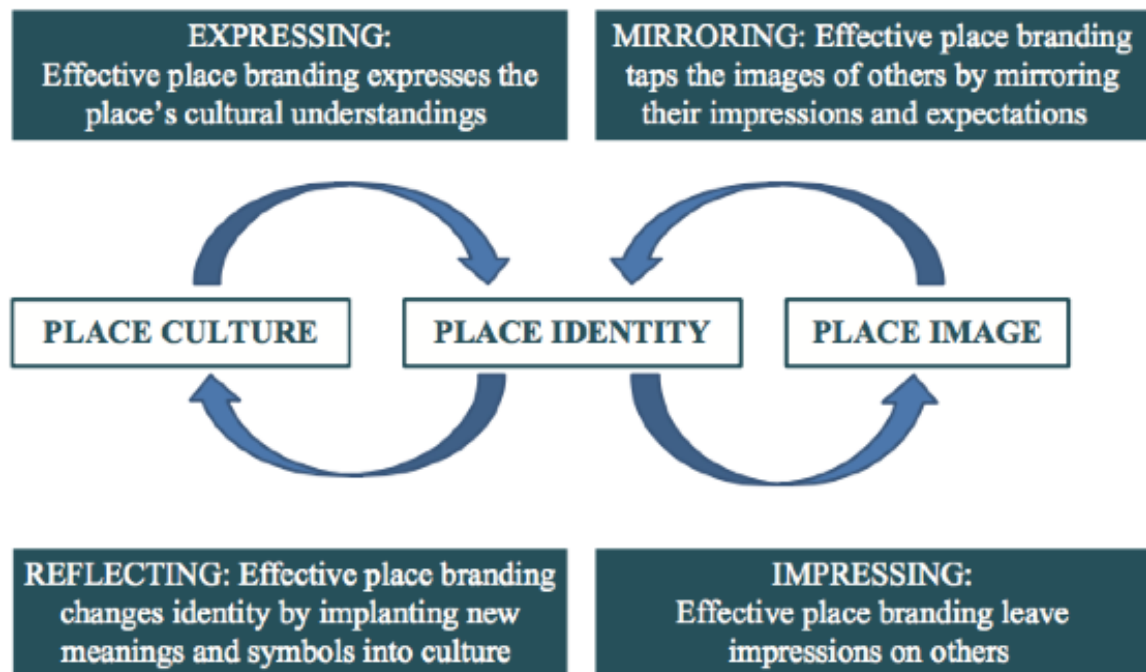 EXPRESSING:
Effective place branding expresses the
place's cultural understandings
MIRRORING: Effective place branding
taps the images of others by mirroring
their impressions and expectations
PLACE CULTURE
PLACE IDENTITY
PLACE IMAGE
REFLECTING: Effective place branding
changes identity by implanting new
meanings and symbols into culture
IMPRESSING:
Effective place branding leave
impressions on others